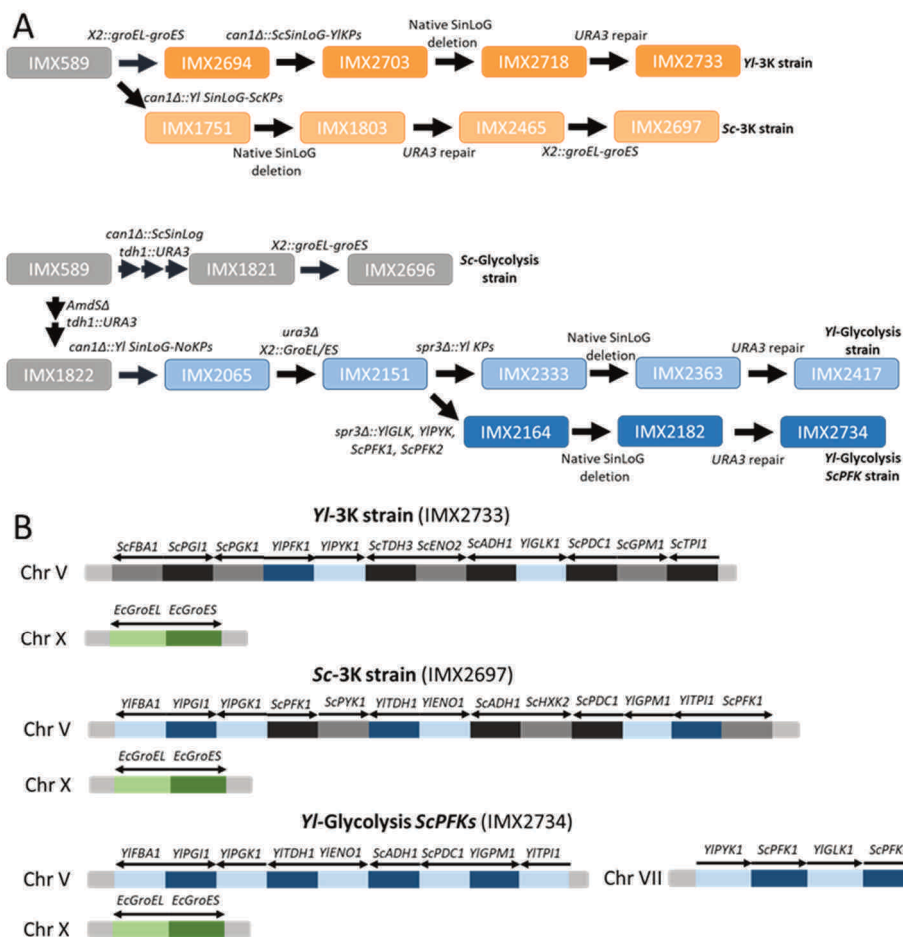 A
X2::groEL-groES
can1Δ::ScSinLoG-YlKPs
Native SinLoG
deletion
URA3 repair
IMX589
IMX2694
IMX2703
IMX2718
IMX2733
Yl-3K strain
can1Δ::Yl SinLoG-ScKPs
IMX1751
IMX1803
IMX2465
IMX2697
Sc-3K strain
Native SinLoG
deletion
URA3 repair
X2::groEL-groES
can1Δ::ScSinLog
tdh1::URA3
X2::groEL-groES
IMX589
IMX1821
IMX2696
Sc-Glycolysis
strain
AmdSΔ
tdh1::URA3
can1Δ::Yl SinLoG-NoKPs
ura3Δ
X2::GroEL/ES
spr3Δ::Yl KPs
Native SinLoG
deletion
URA3 repair
Yl-Glycolysis
strain
IMX1822
IMX2065
IMX2151
IMX2333
IMX2363
IMX2417
spr3Δ::YlGLK, YlPYK,
ScPFK1, ScPFK2
IMX2164
IMX2182
IMX2734
Native SinLoG
deletion
URA3 repair
Yl-Glycolysis
ScPFK strain
B
Yl-3K strain (IMX2733)
ScFBA1 ScPGI1 ScPGK1 YlPFK1 YlPYK1 ScTDH3 ScENO2 ScADH1 YlGLK1 ScPDC1 ScGPM1 ScTPI1
Chr V
EcGroEL EcGroES
Chr X
Sc-3K strain (IMX2697)
YlFBA1 YlPGI1 YlPGK1 ScPFK1 ScPYK1 YlTDH1 YlENO1 ScADH1 ScHXK2 ScPDC1 YlGPM1 YlTPI1 ScPFK1
Chr V
EcGroEL EcGroES
Chr X
Yl-Glycolysis ScPFKs (IMX2734)
YlFBA1 YlPGI1 YlPGK1 YlTDH1 YlENO1 ScADH1 ScPDC1 YlGPM1 YlTPI1
Chr V
YlPYK1 ScPFK1 YlGLK1 ScPFK
Chr VII
EcGroEL EcGroES
Chr X